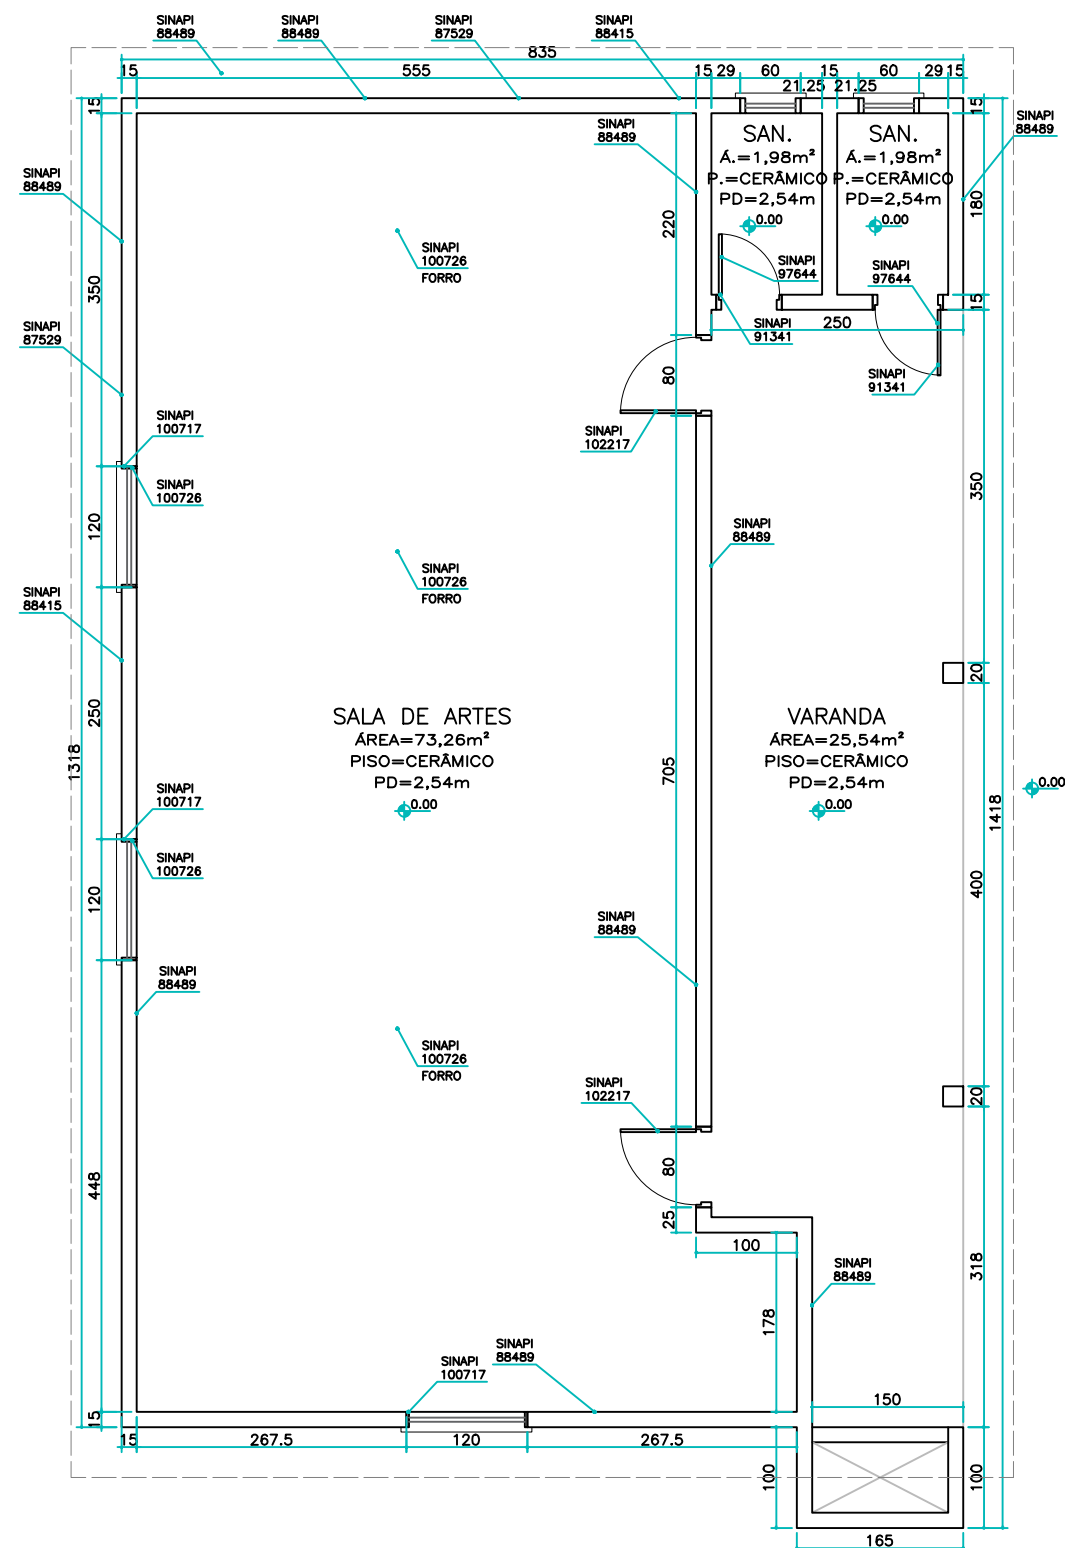 SINAPI
88489
SINAPI
88489
SINAPI
87529
SINAPI
88415
835
15
555
15
29
60
15
60
29
15
21.25
21.25
15
15
SINAPI
88489
SINAPI
88489
SAN.
Á.=1,98m²
P.=CERÂMICO
PD=2,54m
0.00
SAN.
Á.=1,98m²
P.=CERÂMICO
PD=2,54m
0.00
SINAPI
88489
180
220
SINAPI
100726
FORRO
SINAPI
97644
SINAPI
97644
350
15
250
SINAPI
87529
SINAPI
91341
SINAPI
91341
80
SINAPI
100717
SINAPI
102217
SINAPI
100726
350
120
SINAPI
88489
SINAPI
100726
FORRO
SINAPI
88415
20
250
SALA DE ARTES
ÁREA=73,26m²
PISO=CERÂMICO
PD=2,54m
0.00
VARANDA
ÁREA=25,54m²
PISO=CERÂMICO
PD=2,54m
0.00
1318
705
0.00
1418
SINAPI
100717
SINAPI
100726
120
400
SINAPI
88489
SINAPI
88489
SINAPI
100726
FORRO
SINAPI
102217
20
80
448
25
100
318
SINAPI
88489
178
SINAPI
88489
SINAPI
100717
150
15
15
267.5
120
267.5
100
100
165